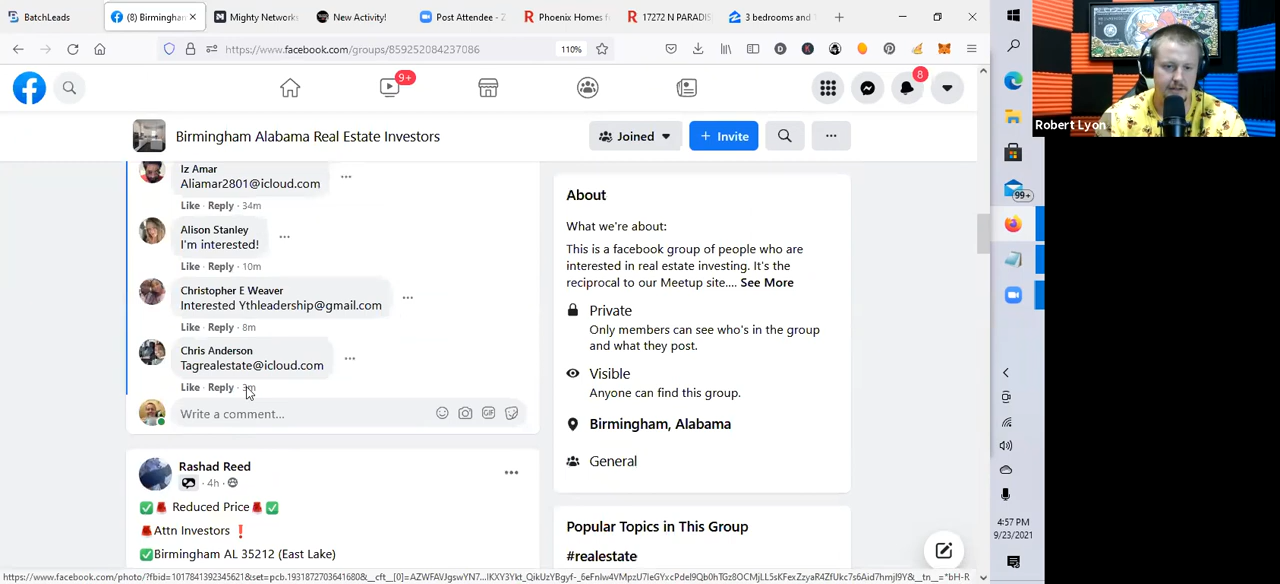 BatchLeads
(8) Birmingham
Mighty Network
New Activity!
Post Attendee - Z
Phoenix Homes f
17272 N PARADIS
3 bedrooms and
https://www.facebook.com/groups/859252084237086
110%
9+
8
Birmingham Alabama Real Estate Investors
Joined
+ Invite
Iz Amar
Aliamar2801@icloud.com
Like · Reply · 34m
Alison Stanley
I'm interested!
Like · Reply · 10m
Christopher E Weaver
Interested Ythleadership@gmail.com
Like · Reply · 8m
Chris Anderson
Tagrealestate@icloud.com
Like · Reply ·
Write a comment...
GIF
Rashad Reed
4h ·
Reduced Price
Attn Investors
Birmingham AL 35212 (East Lake)
About
What we're about:
This is a facebook group of people who are
interested in real estate investing. It's the
reciprocal to our Meetup site.... See More
Private
Only members can see who's in the group
and what they post.
Visible
Anyone can find this group.
Birmingham, Alabama
General
Popular Topics in This Group
#realestate
Robert Lyon
99+
4:57 PM
9/23/2021